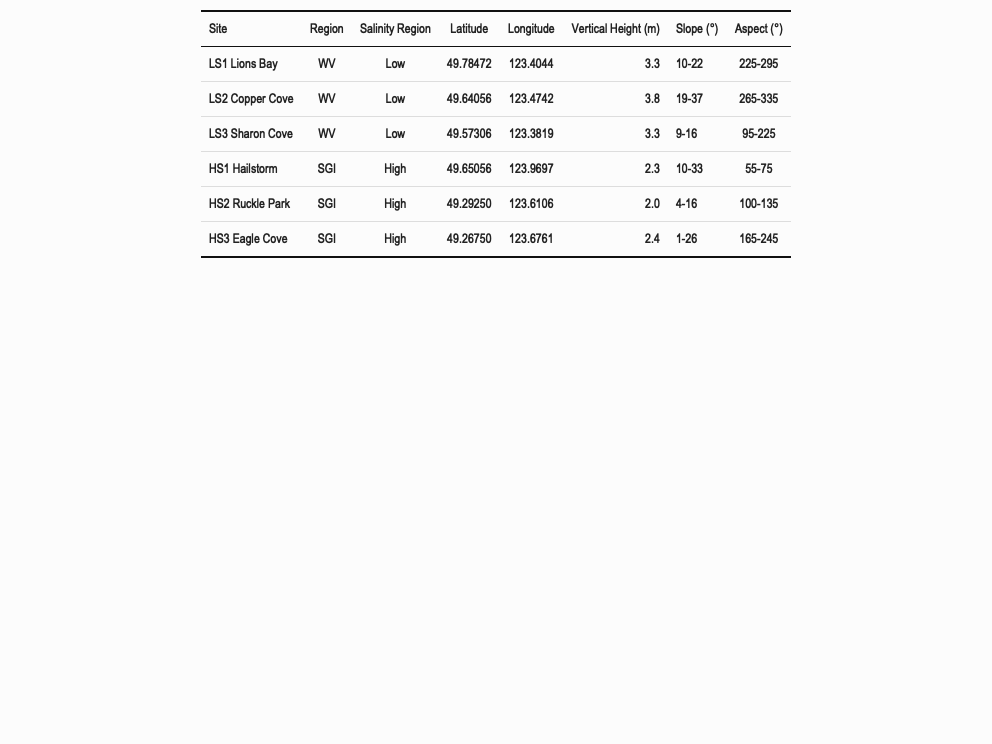 Site Region Salinity Region Latitude Longitude Vertical Height (m) Slope (°) Aspect (°)
LS1 Lions Bay WV Low 49.78472 123.4044 3.3 10-22 225-295
LS2 Copper Cove WV Low 49.64056 123.4742 3.8 19-37 265-335
LS3 Sharon Cove WV Low 49.57306 123.3819 3.3 9-16 95-225
HS1 Hailstorm SGI High 49.65056 123.9697 2.3 10-33 55-75
HS2 Ruckle Park SGI High 49.29250 123.6106 2.0 4-16 100-135
HS3 Eagle Cove SGI High 49.26750 123.6761 2.4 1-26 165-245